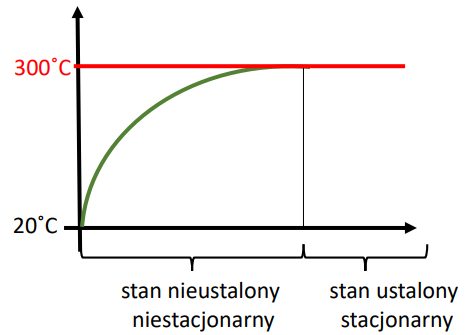 300˚C
20˚C
stan nieustalony
niestacjonarny
stan ustalony
stacjonarny